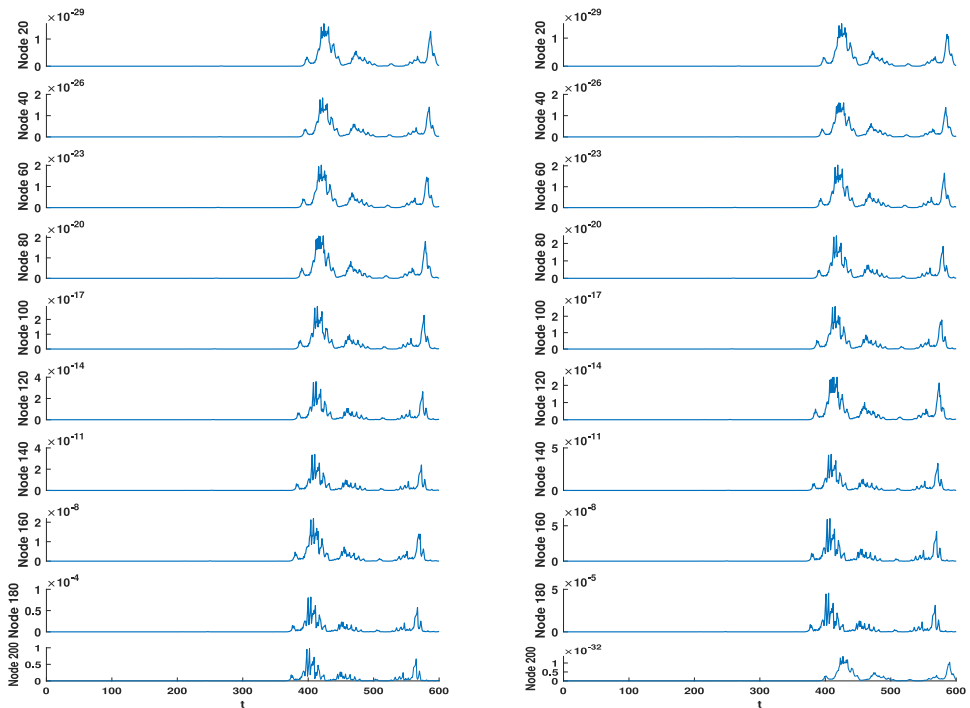 ×10-29 ×10-29
Node 20 1 0 Node 20 1 0
×10-26 ×10-26
Node 40 2 1 0 Node 40 2 1 0
×10-23 ×10-23
Node 60 2 1 0 Node 60 2 1 0
×10-20 ×10-20
Node 80 2 1 0 Node 80 2 1 0
×10-17 ×10-17
Node 100 2 1 0 Node 100 2 1 0
×10-14 ×10-14
Node 120 4 2 0 Node 120 2 1 0
×10-11 ×10-11
Node 140 4 2 0 Node 140 5 0
×10-8 ×10-8
Node 160 2 1 0 Node 160 5 0
×10-4 ×10-5
Node 180 1 0.5 0 Node 180 5 0
×10-32
Node 200 1 0.5 0 Node 200 1 0.5 0
0 100 200 300 400 500 600 0 100 200 300 400 500 600
t t